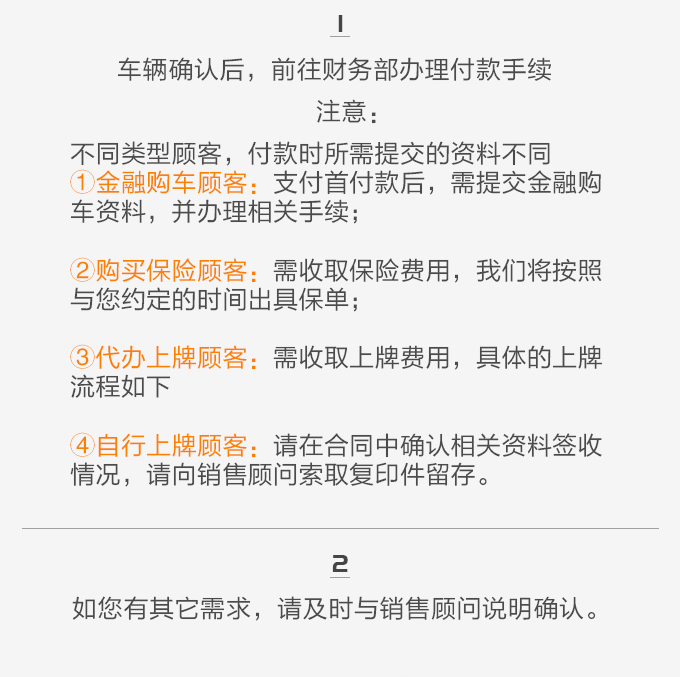 1
车辆确认后，前往财务部办理付款手续
注意：
不同类型顾客，付款时所需提交的资料不同
①金融购车顾客：支付首付款后，需提交金融购
车资料，并办理相关手续；
②购买保险顾客：需收取保险费用，我们将按照
与您约定的时间出具保单；
③代办上牌顾客：需收取上牌费用，具体的上牌
流程如下
④自行上牌顾客：请在合同中确认相关资料签收
情况，请向销售顾问索取复印件留存。
2
如您有其它需求，请及时与销售顾问说明确认。